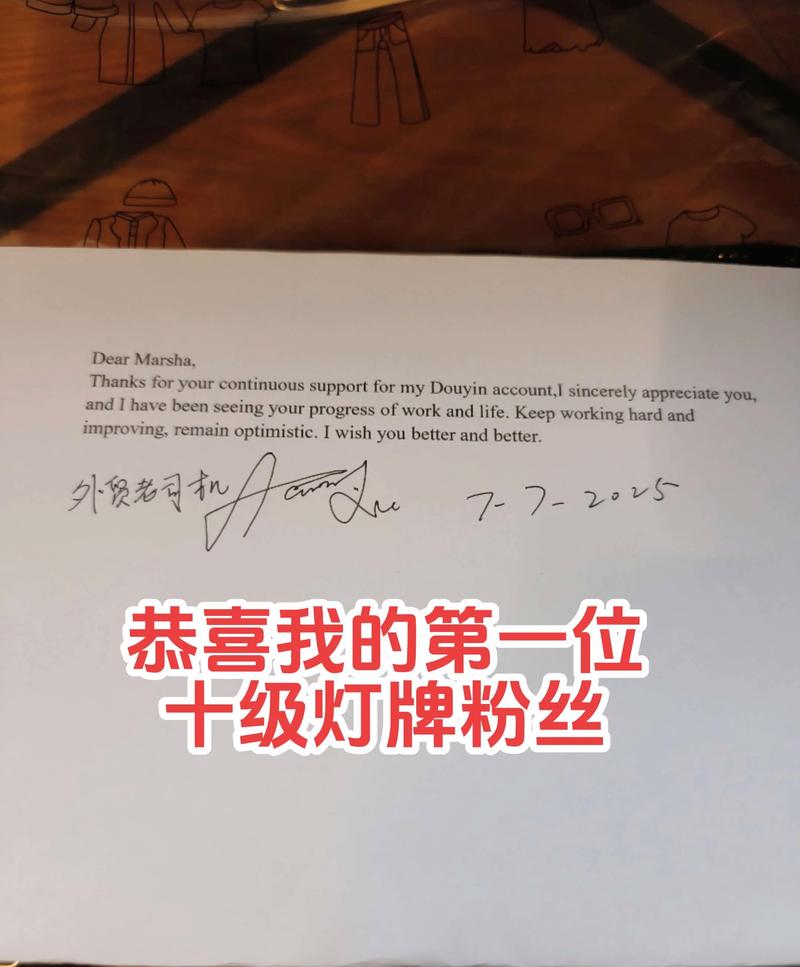 Dear Marsha,
Thanks for your continuous support for my Douyin account,I sincerely appreciate you,
and I have been seeing your progress of work and life. Keep working hard and
improving, remain optimistic. I wish you better and better.
外贸老司机 7-7-2025
恭喜我的第一位
十级灯牌粉丝